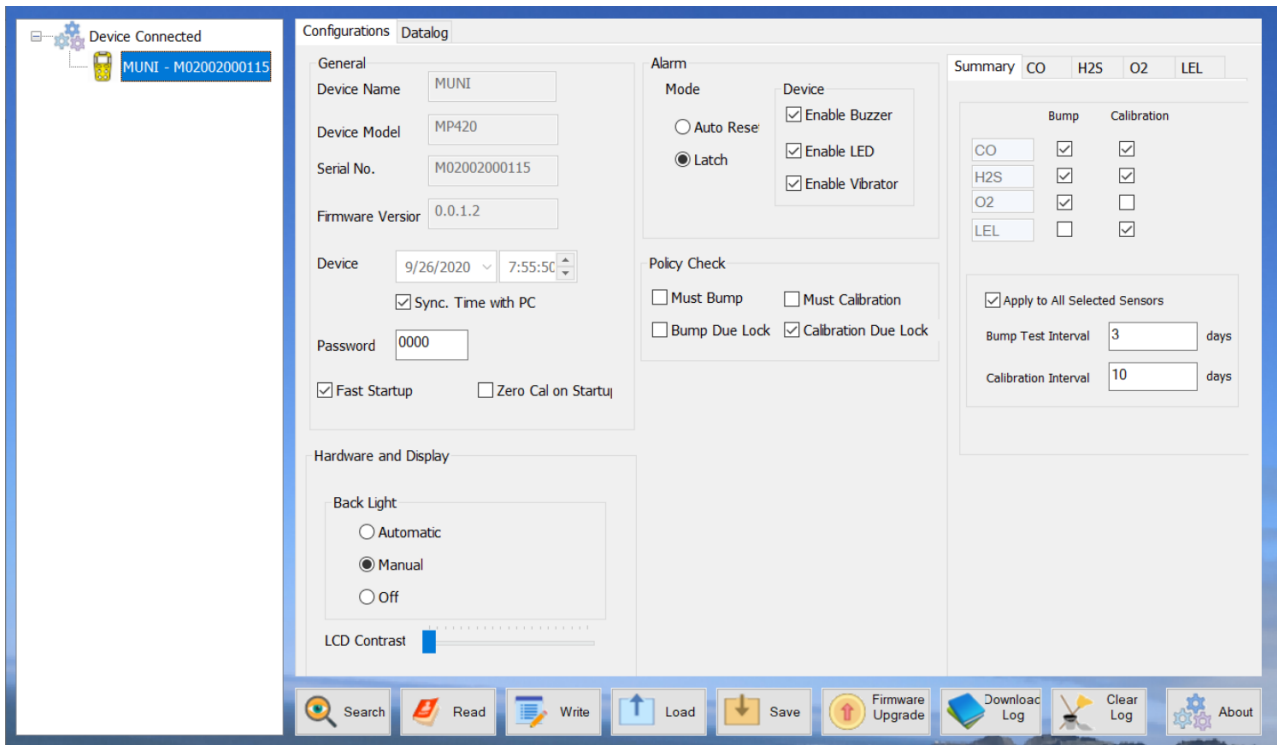 Device Connected
MUNI - M02002000115
Configurations Datalog
General
Device Name MUNI
Device Model MP420
Serial No. M02002000115
Firmware Versior 0.0.1.2
Device 9/26/2020 7:55:50
Sync. Time with PC
Password 0000
Fast Startup Zero Cal on Startu
Hardware and Display
Back Light
Automatic
Manual
Off
LCD Contrast
Alarm
Mode Device
Auto Rese
Latch
Enable Buzzer
Enable LED
Enable Vibrator
Policy Check
Must Bump Must Calibration
Bump Due Lock Calibration Due Lock
Summary CO H2S O2 LEL
Bump Calibration
CO
H2S
O2
LEL
Apply to All Selected Sensors
Bump Test Interval 3 days
Calibration Interval 10 days
Search Read Write Load Save Firmware Upgrade Download Log Clear Log About